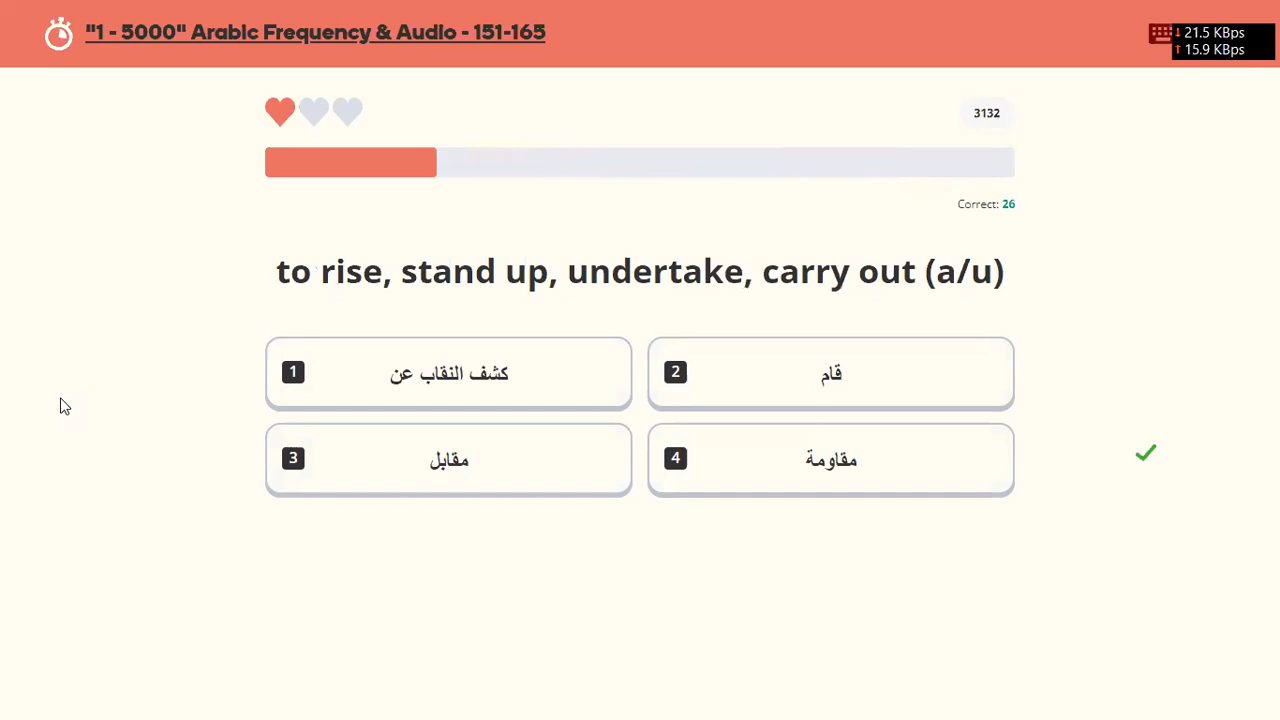 "1 - 5000" Arabic Frequency & Audio - 151-165
↓ 21.5 KBps
↑ 15.9 KBps
3132
Correct: 26
to rise, stand up, undertake, carry out (a/u)
1 كشف النقاب عن
2 قام
3 مقابل
4 مقاومة